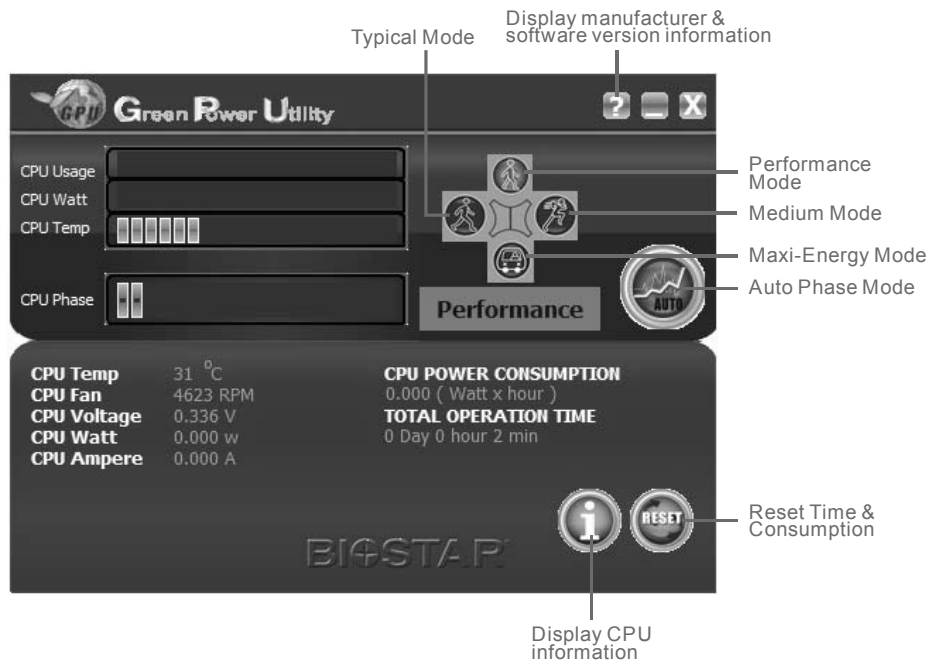 Display manufacturer &
software version information
Typical Mode
GPU
Green Power Utility
?
X
CPU Usage
CPU Watt
CPU Temp
CPU Phase
Performance
Mode
Medium Mode
Maxi-Energy Mode
Auto Phase Mode
AUTO
Performance
CPU Temp 31 °C
CPU Fan 4623 RPM
CPU Voltage 0.336 V
CPU Watt 0.000 w
CPU Ampere 0.000 A
CPU POWER CONSUMPTION
0.000 ( Watt x hour )
TOTAL OPERATION TIME
0 Day 0 hour 2 min
i
RESET
Reset Time &
Consumption
BIOSTAR
Display CPU
information